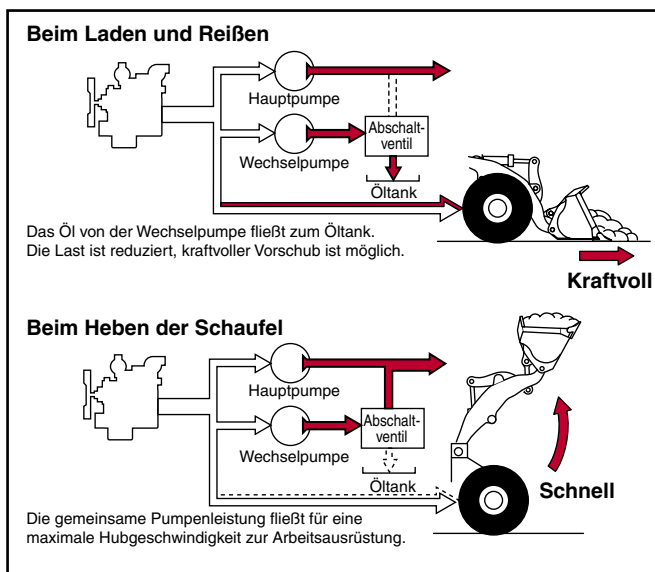 Beim Laden und Reißen
Hauptpumpe
Abschalt-
ventil
Wechselpumpe
Öltank
Das Öl von der Wechselpumpe fließt zum Öltank.
Die Last ist reduziert, kraftvoller Vorschub ist möglich.
Kraftvoll
Beim Heben der Schaufel
Hauptpumpe
Abschalt-
ventil
Wechselpumpe
Öltank
Schnell
Die gemeinsame Pumpenleistung fließt für eine
maximale Hubgeschwindigkeit zur Arbeitsausrüstung.